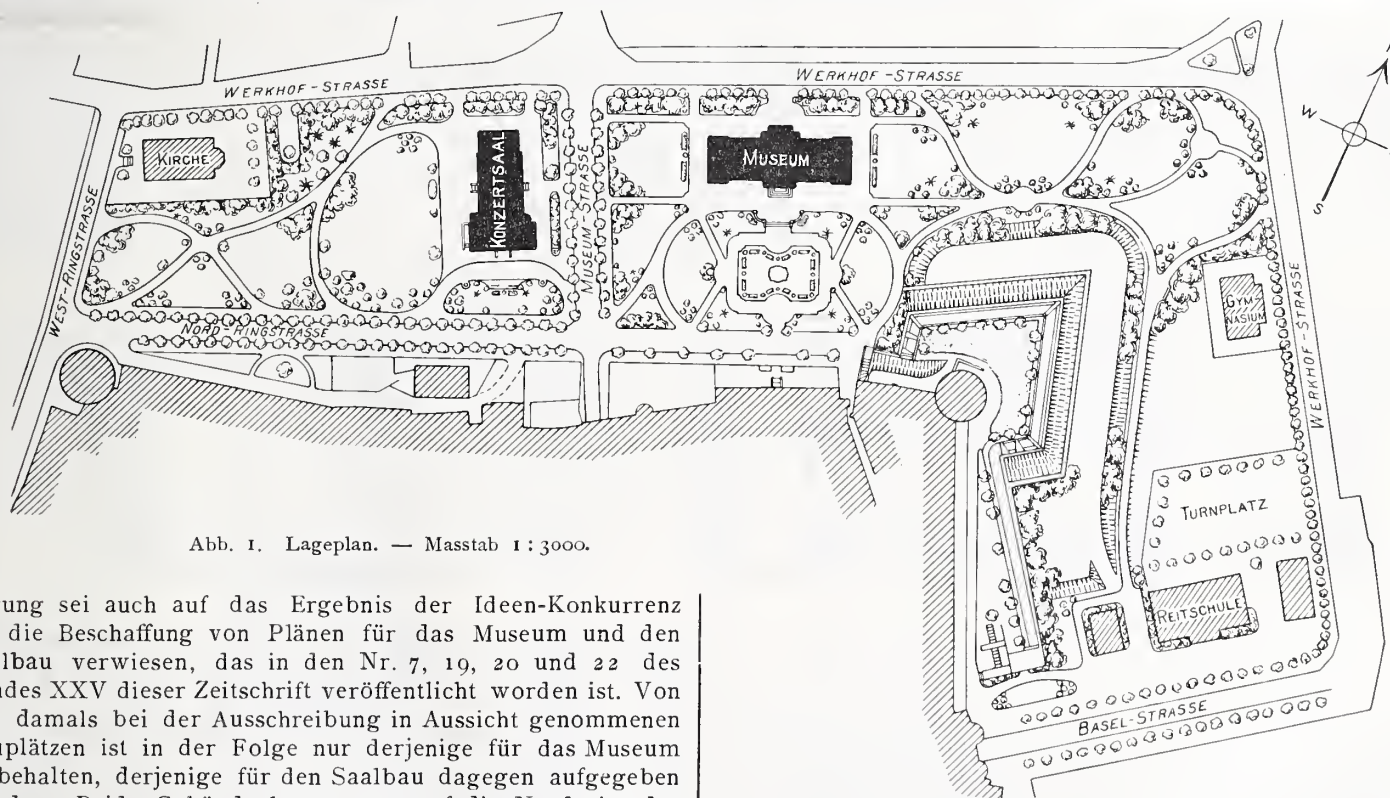 WERKHOF-STRASSE
WERKHOF-STRASSE
W
S
KIRCHE
KONZERTSAAL
MUSEUM-STRASSE
MUSEUM
WEST-RINGSTRASSE
NORD-RINGSTRASSE
GYM
NASIUM
WERKHOF-STRASSE
TURNPLATZ
REITSCHULE
BASEL-STRASSE
Abb. 1. Lageplan. — Masstab 1 : 3000.
rung sei auch auf das Ergebnis der Ideen-Konkurrenz
die Beschaffung von Plänen für das Museum und den
lbau verwiesen, das in den Nr. 7, 19, 20 und 22 des
ndes XXV dieser Zeitschrift veröffentlicht worden ist. Von
damals bei der Ausschreibung in Aussicht genommenen
uplätzen ist in der Folge nur derjenige für das Museum
behalten, derjenige für den Saalbau dagegen aufgegeben